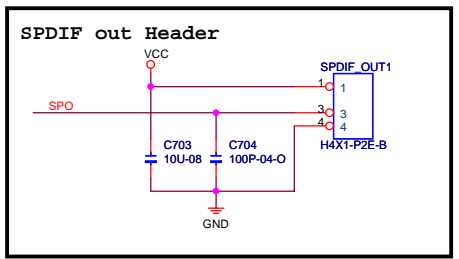 SPDIF out Header
VCC
SPDIF_OUT1
1 1
SPO
3 3
4 4
C703 C704 H4X1-P2E-B
10U-08 100P-04-O
GND